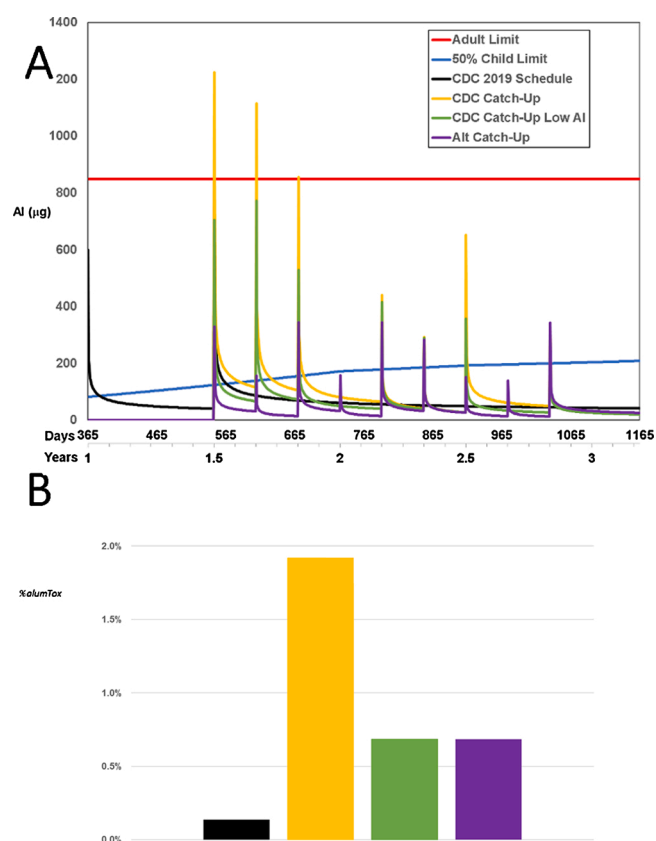 A
1400
200
1000
800
600
400
200
0
Al (µg)
Adult Limit
50% Child Limit
CDC 2019 Schedule
CDC Catch-Up
CDC Catch-Up Low Al
Alt Catch-Up
Days 365 465 565 665 765 865 965 1065 1165
Years 1 1.5 2 2.5 3
B
%alumTox
2.0%
1.5%
1.0%
0.5%
0.0%